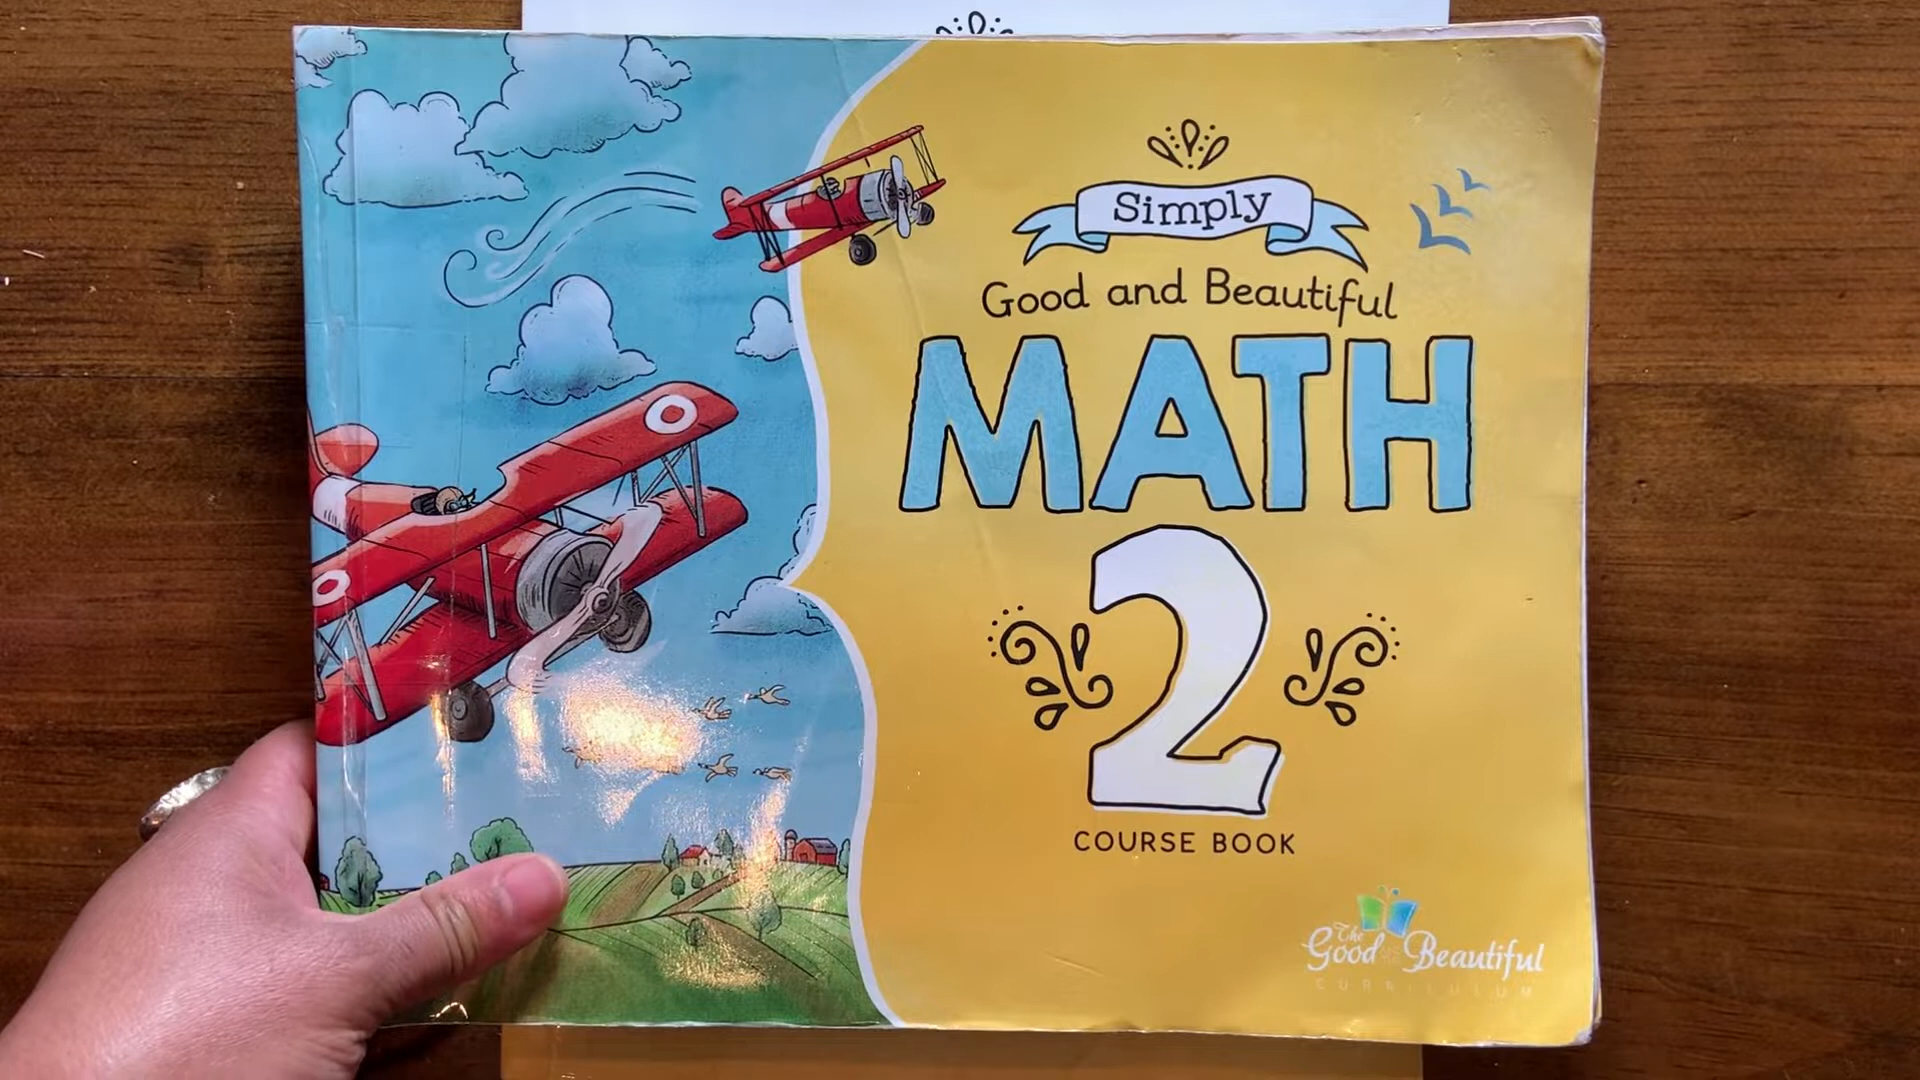 Simply
Good and Beautiful
MATH
2
COURSE BOOK
The
Good and Beautiful
CURRICULUM